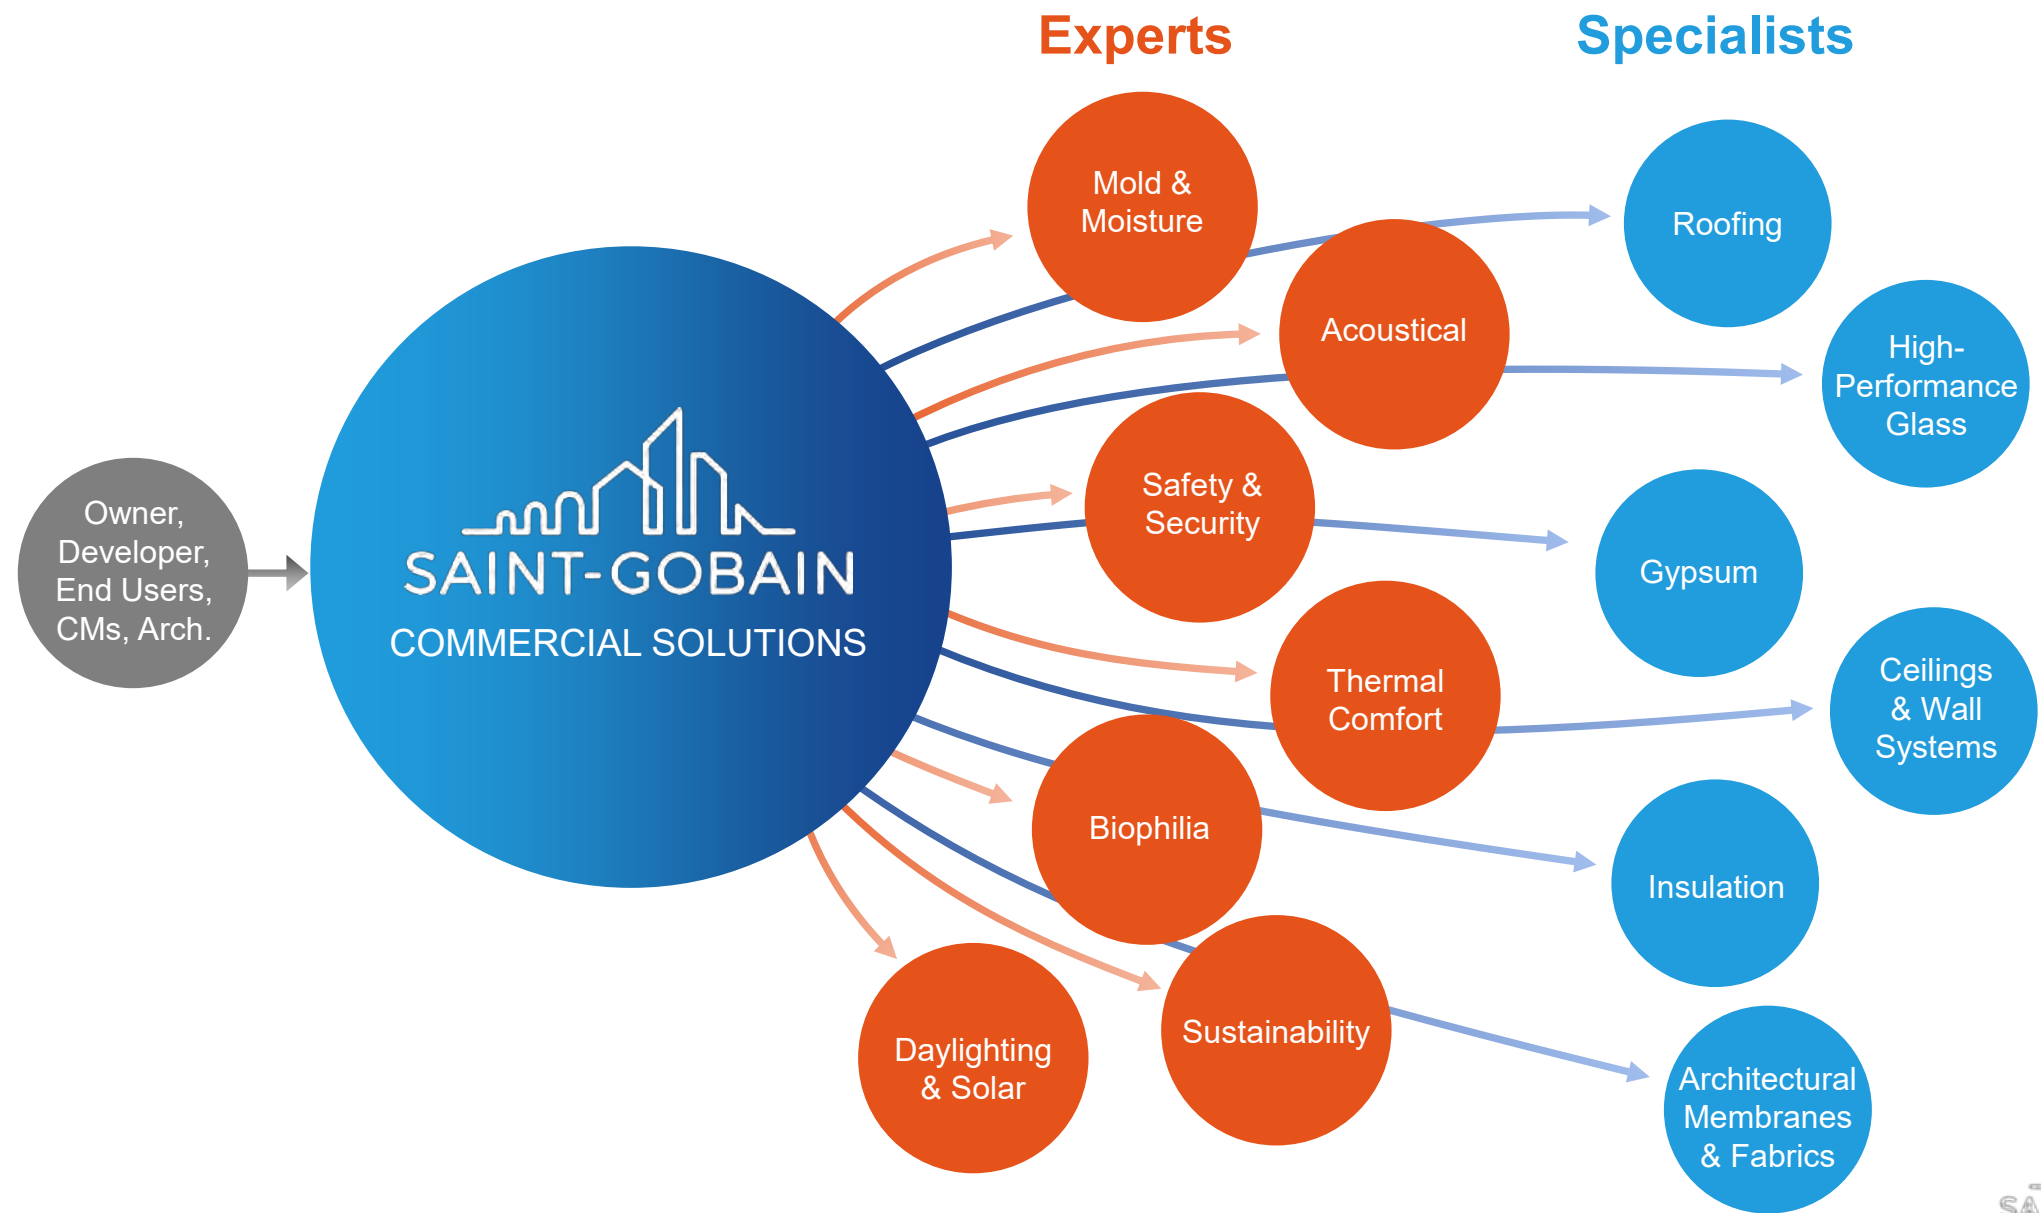 Experts
Specialists
Mold &
Moisture
Roofing
Acoustical
High-
Performance
Glass
Safety &
Security
Owner,
Developer,
End Users,
CMs, Arch.
SAINT-GOBAIN
COMMERCIAL SOLUTIONS
Gypsum
Thermal
Comfort
Ceilings
& Wall
Systems
Biophilia
Insulation
Daylighting
& Solar
Sustainability
Architectural
Membranes
& Fabrics